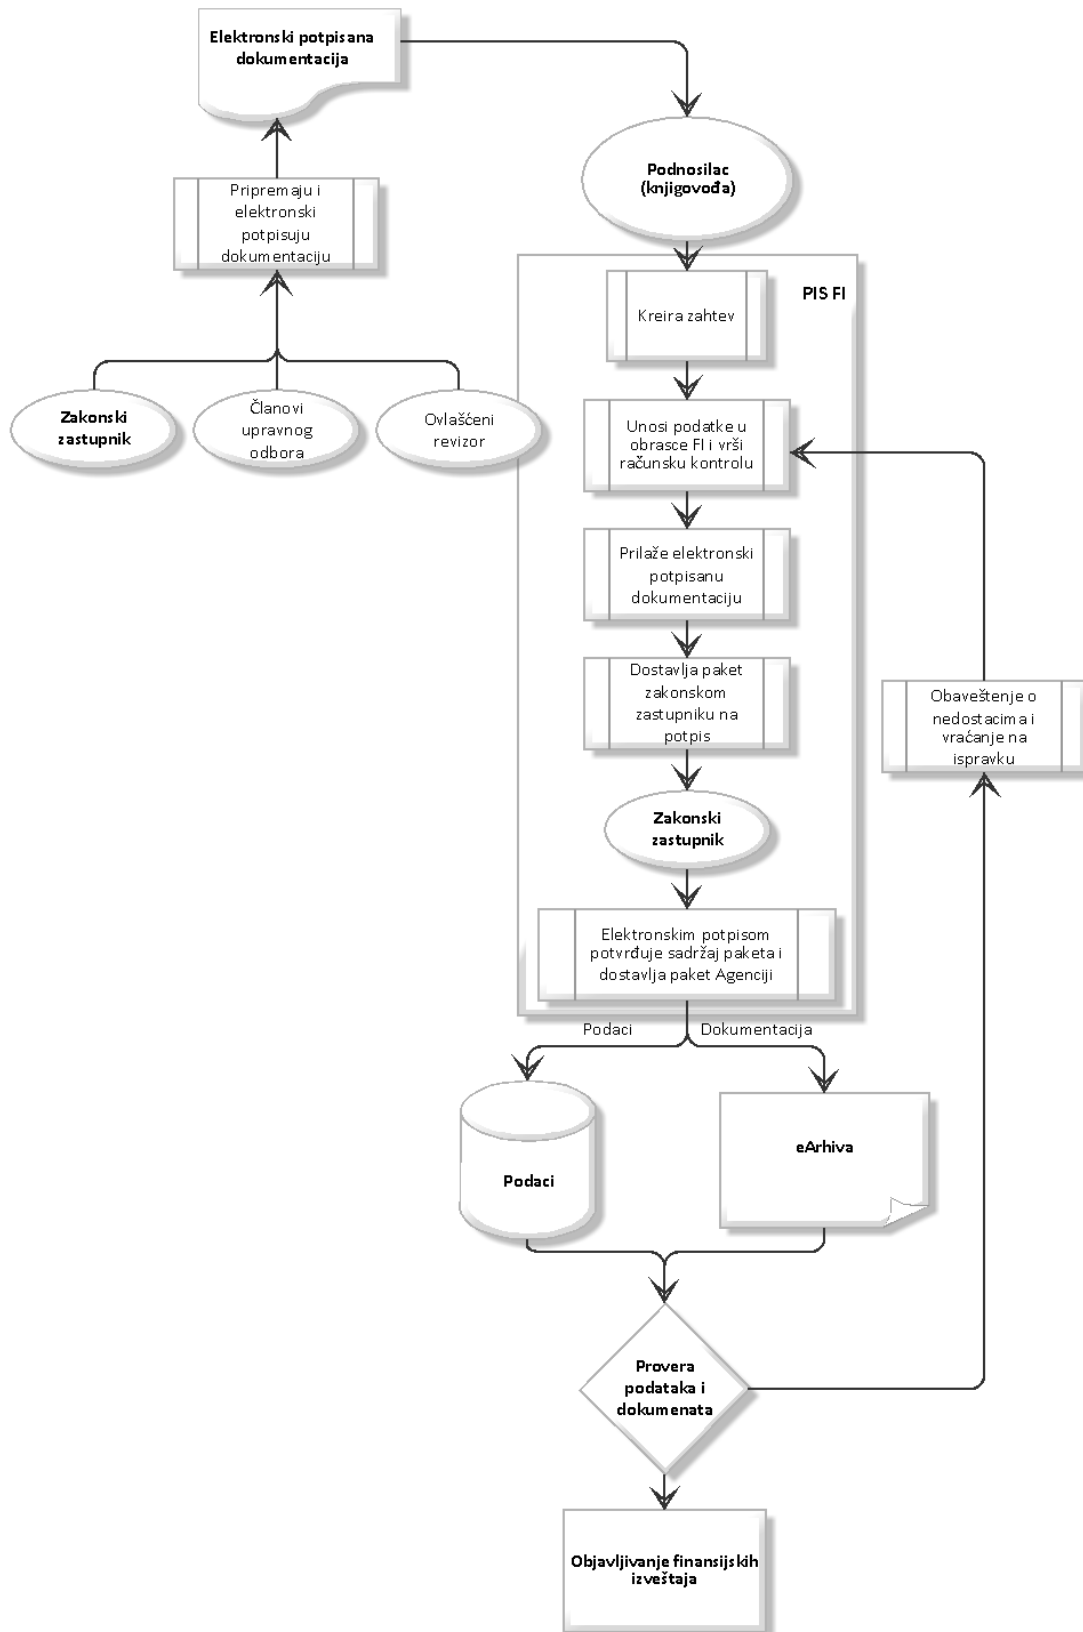 Elektronski potpisana
dokumentacija
Podnosilac
(knjigovođa)
Pripremaju i
elektronski
potpisuju
dokumentaciju
Zakonski
zastupnik
Članovi
upravnog
odbora
Ovlašćeni
revizor
PIS FI
Kreira zahtev
Unosi podatke u
obrasce FI i vrši
računsku kontrolu
Prilaže elektronski
potpisanu
dokumentaciju
Dostavlja paket
zakonskom
zastupniku na
potpis
Obaveštenje o
nedostacima i
vraćanje na
ispravku
Zakonski
zastupnik
Elektronskim potpisom
potvrđuje sadržaj paketa i
dostavlja paket Agenciji
Podaci
Dokumentacija
Podaci
eArhiva
Provera
podataka i
dokumenata
Objavljivanje finansijskih
izveštaja